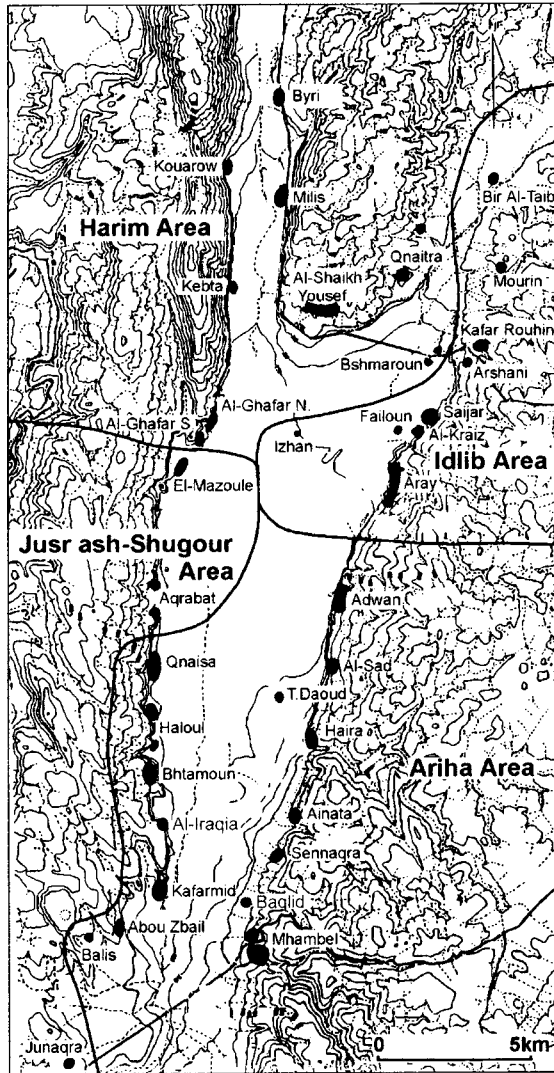 Byri
Kouarow
Bir Al-Taib
Milis
Harim Area
Qnaitra
Al-Shaikh
Yousef
Mourin
Kebta
Kafar Rouhin
Bshmaroun
Arshani
Al-Ghafar N.
Al-Ghafar S
Failoun
Saijar
Al-Kraiz
Izhan
Idlib Area
El-Mazoule
Aray
Jusr ash-Shugour
Area
Aqrabat
Adwan
Qnaisa
Al-Sad
T.Daoud
Haloul
Haira
Bhtamoun
Ariha Area
Al-Iraqia
Ainata
Sennaqra
Kafarmid
Baqlid
Abou Zbail
Mhambel
Balis
Junaqra
0 5km